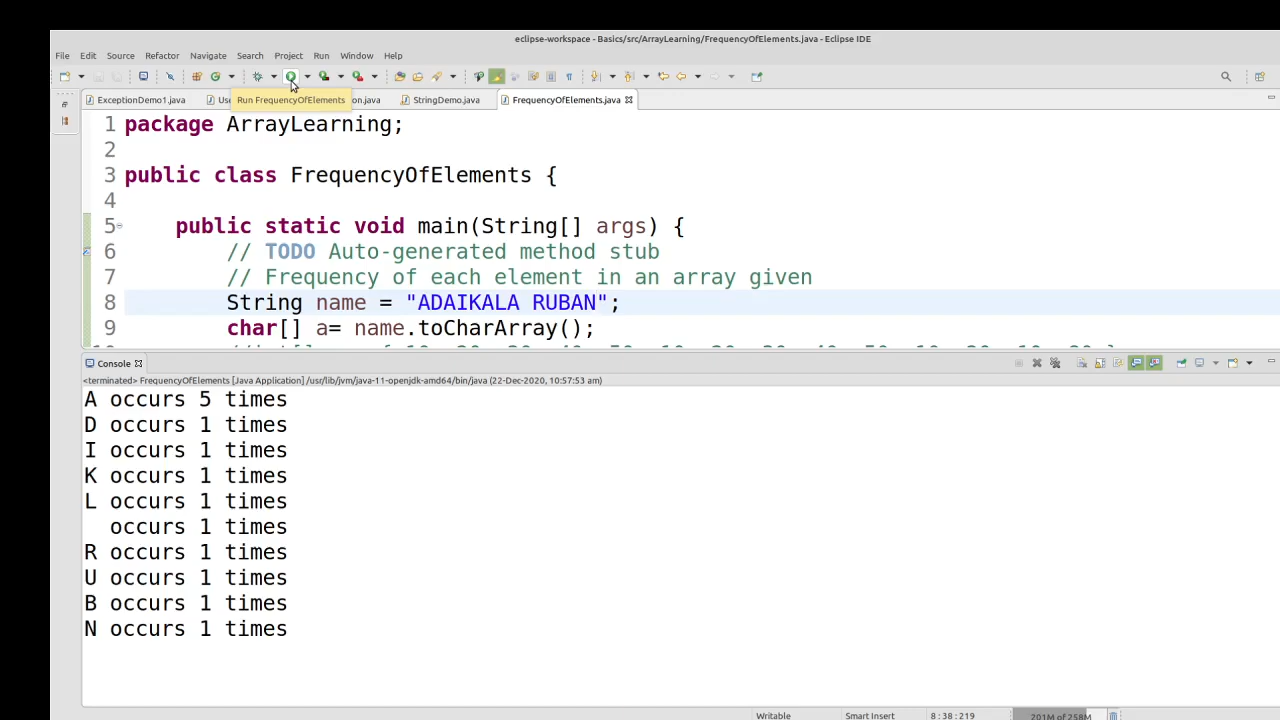 eclipse-workspace - Basics/src/ArrayLearning/FrequencyOfElements.java - Eclipse IDE
File Edit Source Refactor Navigate Search Project Run Window Help
ExceptionDemo1.java Use on.java StringDemo.java FrequencyOfElements.java
Run FrequencyOfElements
1 package ArrayLearning;
2
3 public class FrequencyOfElements {
4
5 public static void main(String[] args) {
6 // TODO Auto-generated method stub
7 // Frequency of each element in an array given
8 String name = "ADAIKALA RUBAN";
9 char[] a= name.toCharArray();
Console
<terminated> FrequencyOfElements [Java Application] /usr/lib/jvm/java-11-openjdk-amd64/bin/java (22-Dec-2020, 10:57:53 am)
A occurs 5 times
D occurs 1 times
I occurs 1 times
K occurs 1 times
L occurs 1 times
occurs 1 times
R occurs 1 times
U occurs 1 times
B occurs 1 times
N occurs 1 times
Writable Smart Insert 8:38:219 201M of 258M